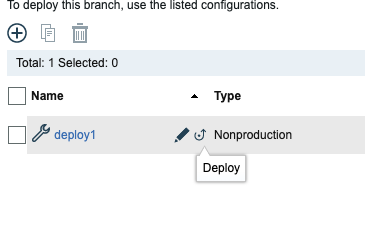 To deploy this branch, use the listed configurations.
Total: 1 Selected: 0
Name Type
deploy1 Nonproduction
Deploy